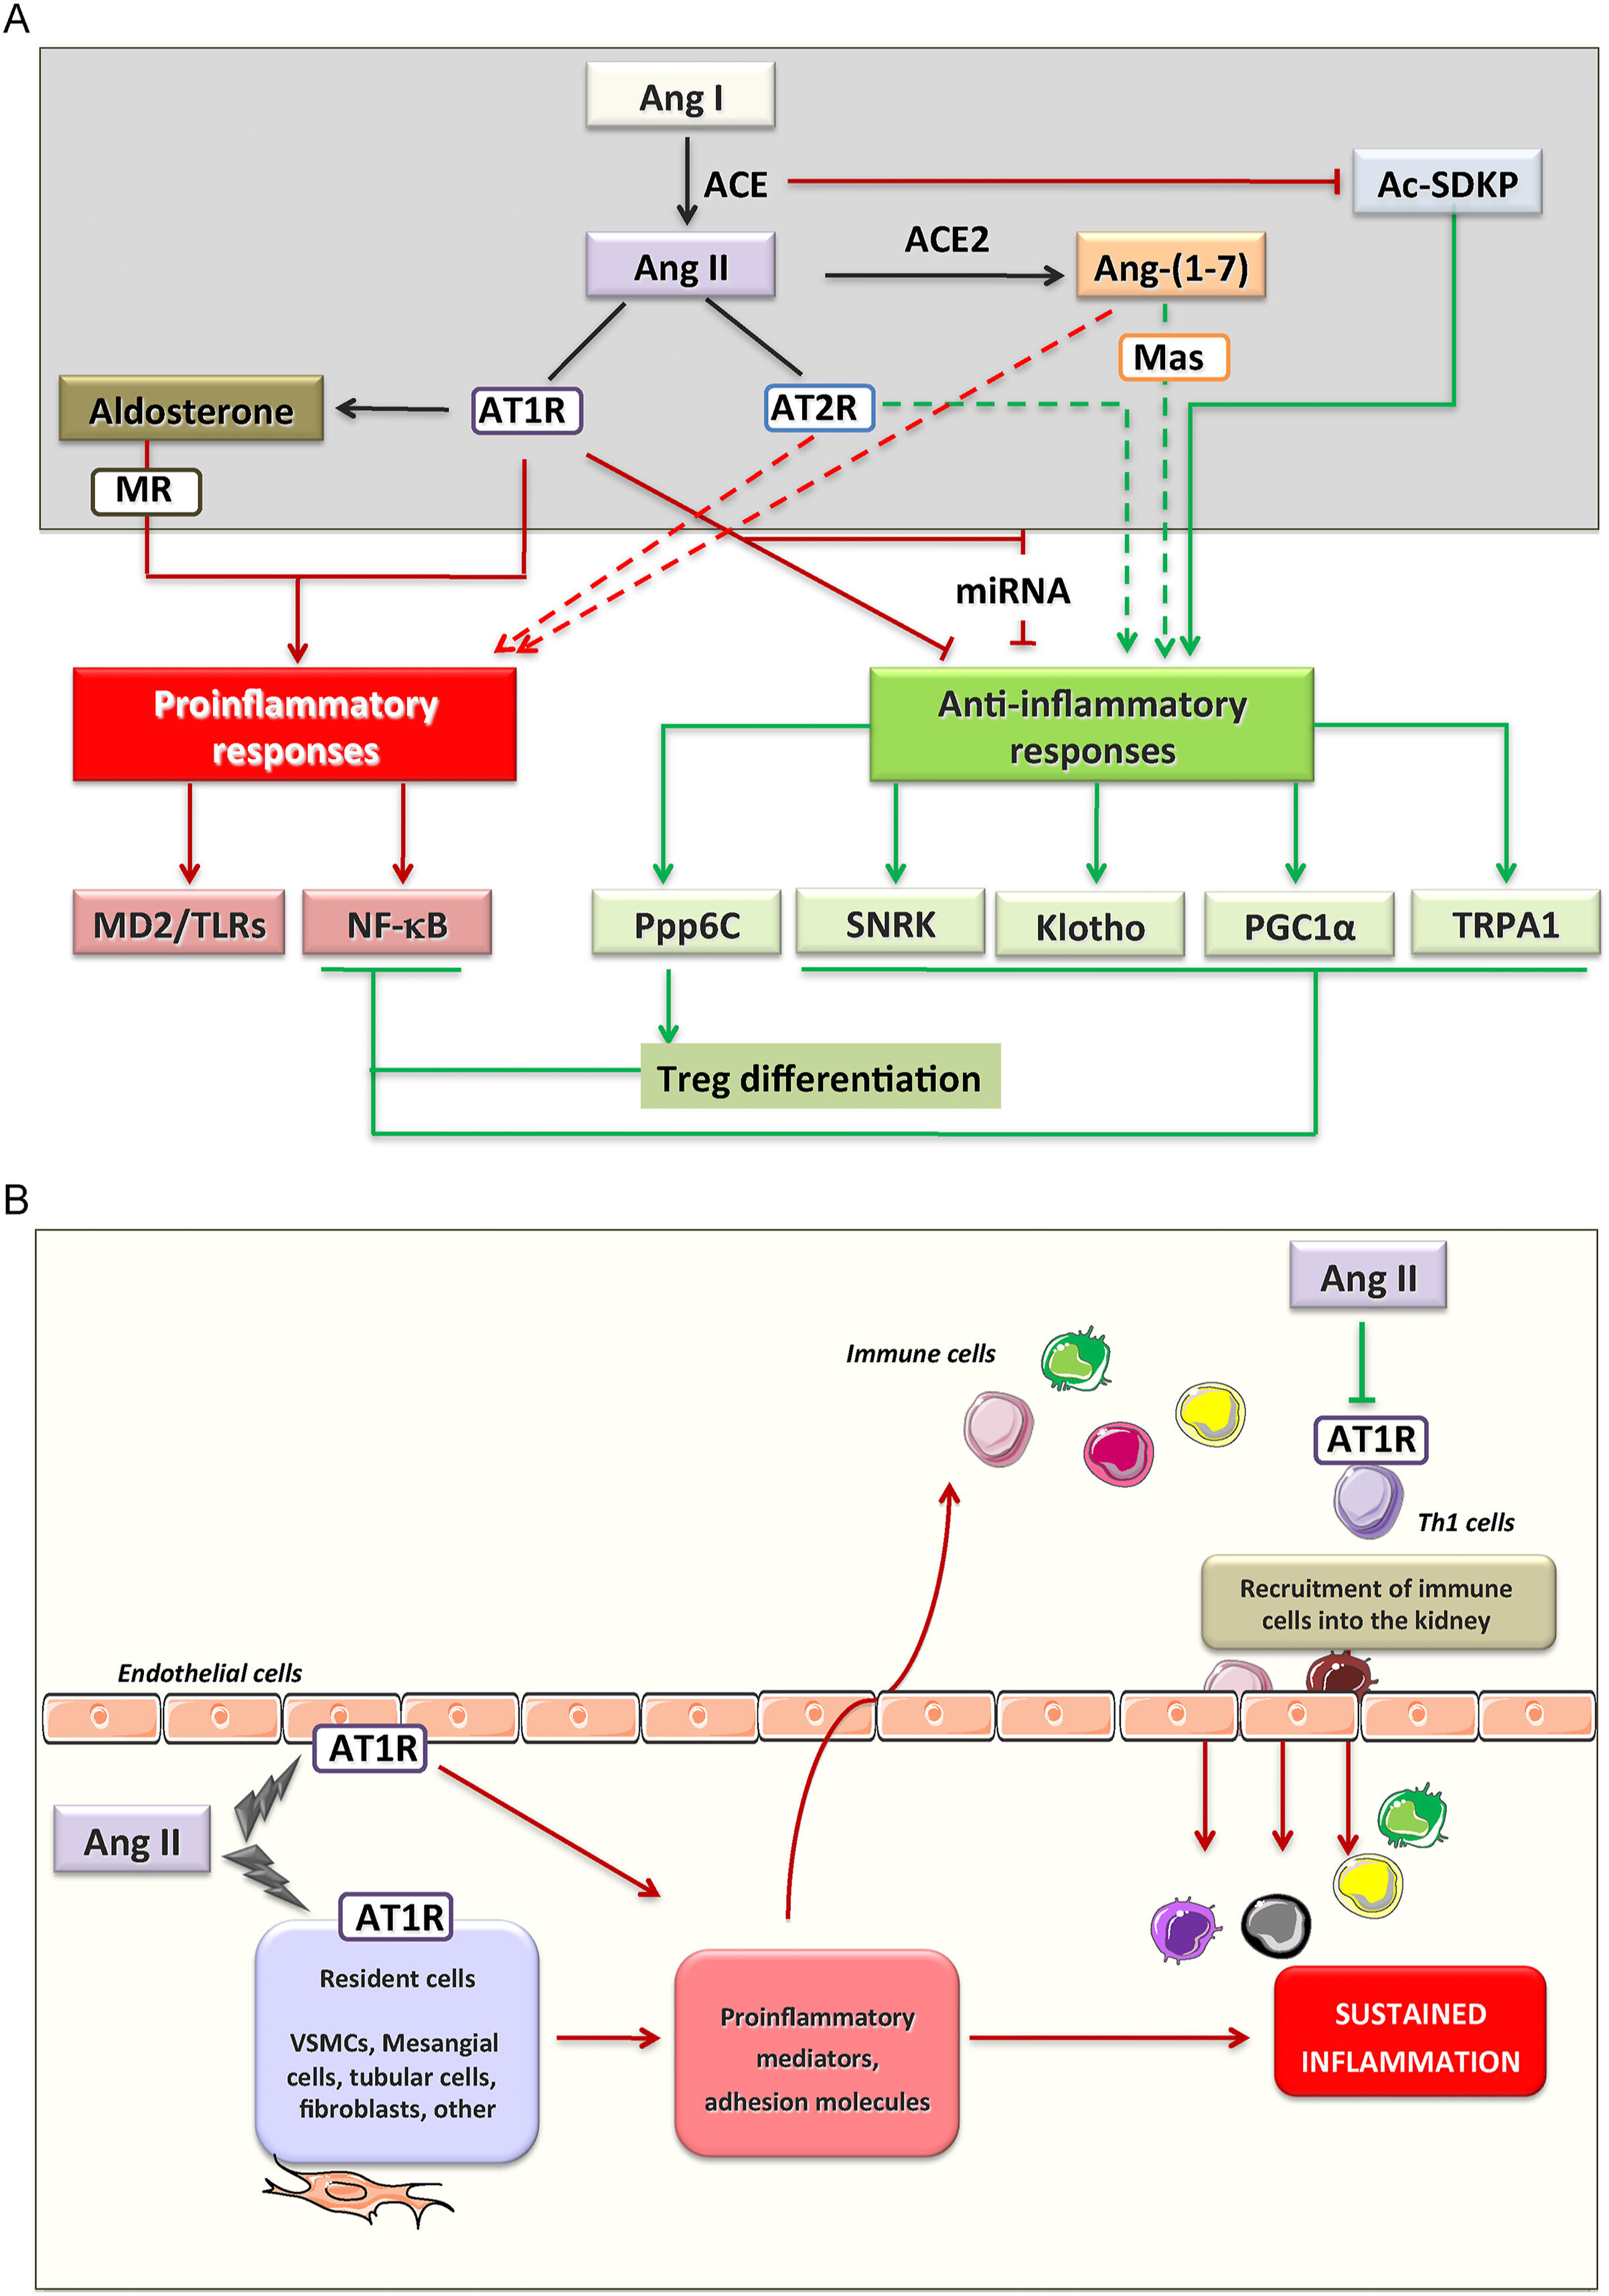 A
Ang I
ACE
Ac-SDKP
Ang II
ACE2
Ang-(1-7)
Mas
Aldosterone
AT1R
AT2R
MR
miRNA
Proinflammatory
responses
Anti-inflammatory
responses
MD2/TLRs
NF-κB
Ppp6C
SNRK
Klotho
PGC1α
TRPA1
Treg differentiation
B
Ang II
Immune cells
AT1R
Th1 cells
Recruitment of immune
cells into the kidney
Endothelial cells
AT1R
Ang II
AT1R
Resident cells
VSMCs, Mesangial
cells, tubular cells,
fibroblasts, other
Proinflammatory
mediators,
adhesion molecules
SUSTAINED
INFLAMMATION